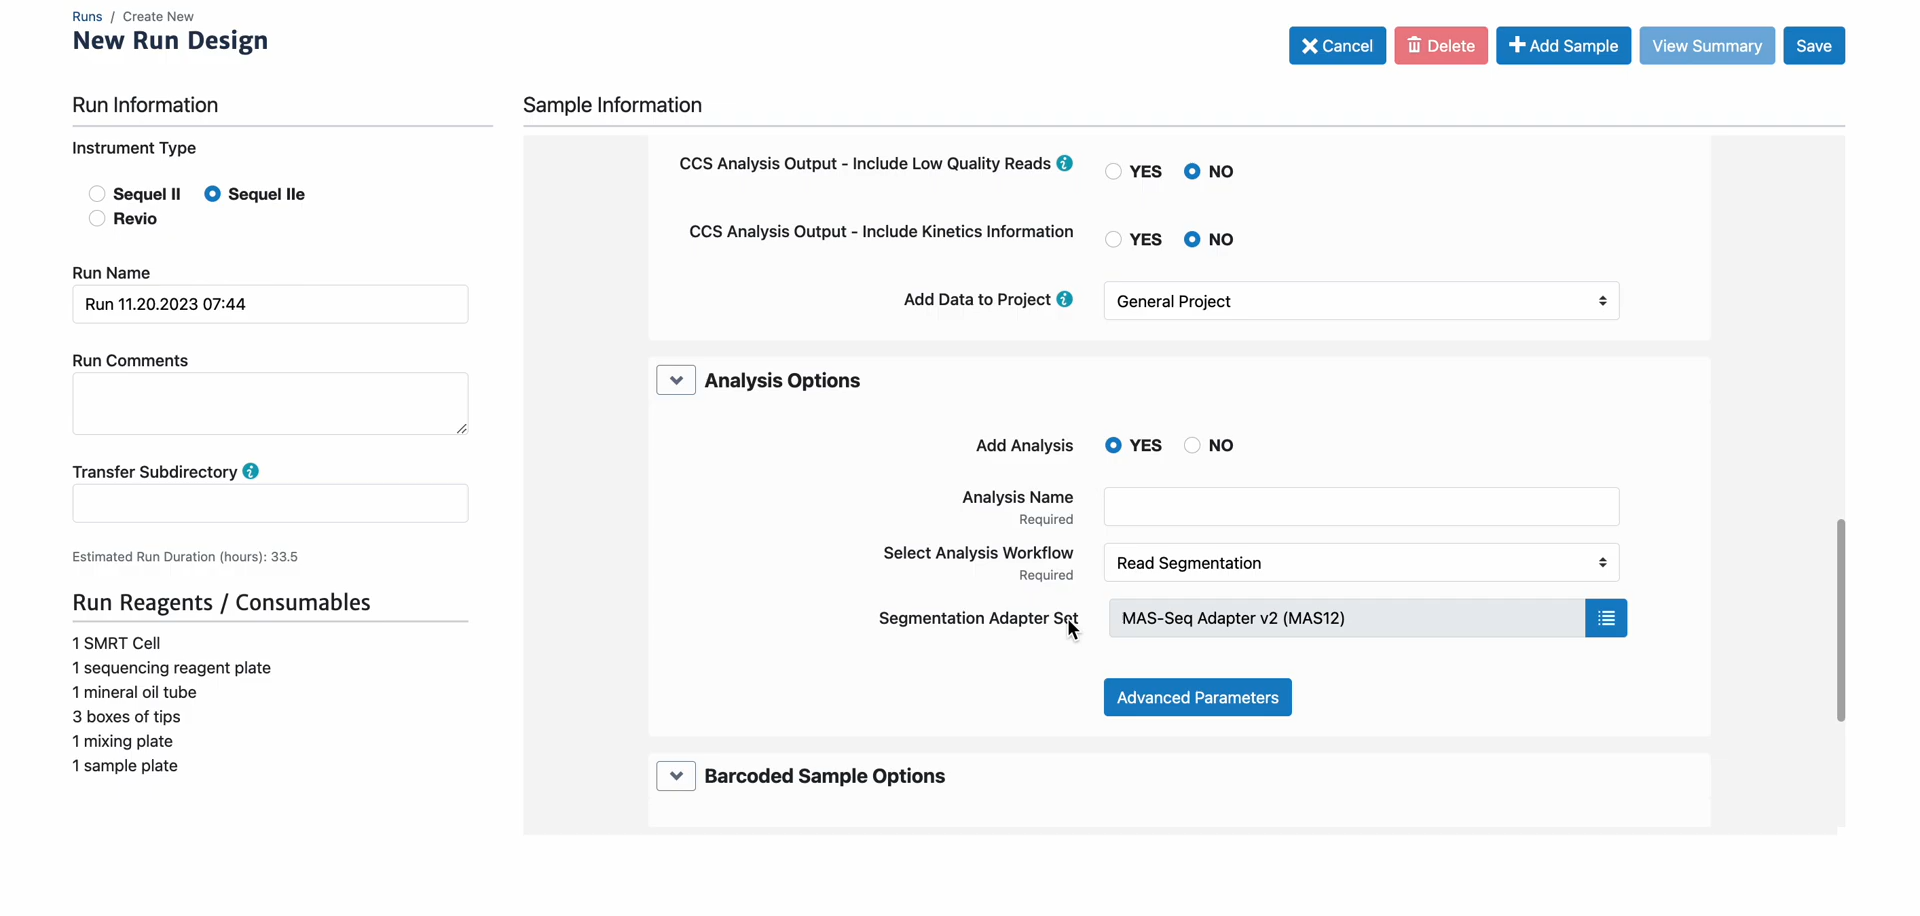 Runs / Create New
New Run Design
Cancel
Delete
Add Sample
View Summary
Save
Run Information
Instrument Type
Sequel II
Sequel IIe
Revio
Run Name
Run 11.20.2023 07:44
Run Comments
Transfer Subdirectory
Estimated Run Duration (hours): 33.5
Run Reagents / Consumables
1 SMRT Cell
1 sequencing reagent plate
1 mineral oil tube
3 boxes of tips
1 mixing plate
1 sample plate
Sample Information
CCS Analysis Output - Include Low Quality Reads
YES NO
CCS Analysis Output - Include Kinetics Information
YES NO
Add Data to Project
General Project
Analysis Options
Add Analysis
YES NO
Analysis Name
Required
Select Analysis Workflow
Required
Read Segmentation
Segmentation Adapter Set
MAS-Seq Adapter v2 (MAS12)
Advanced Parameters
Barcoded Sample Options